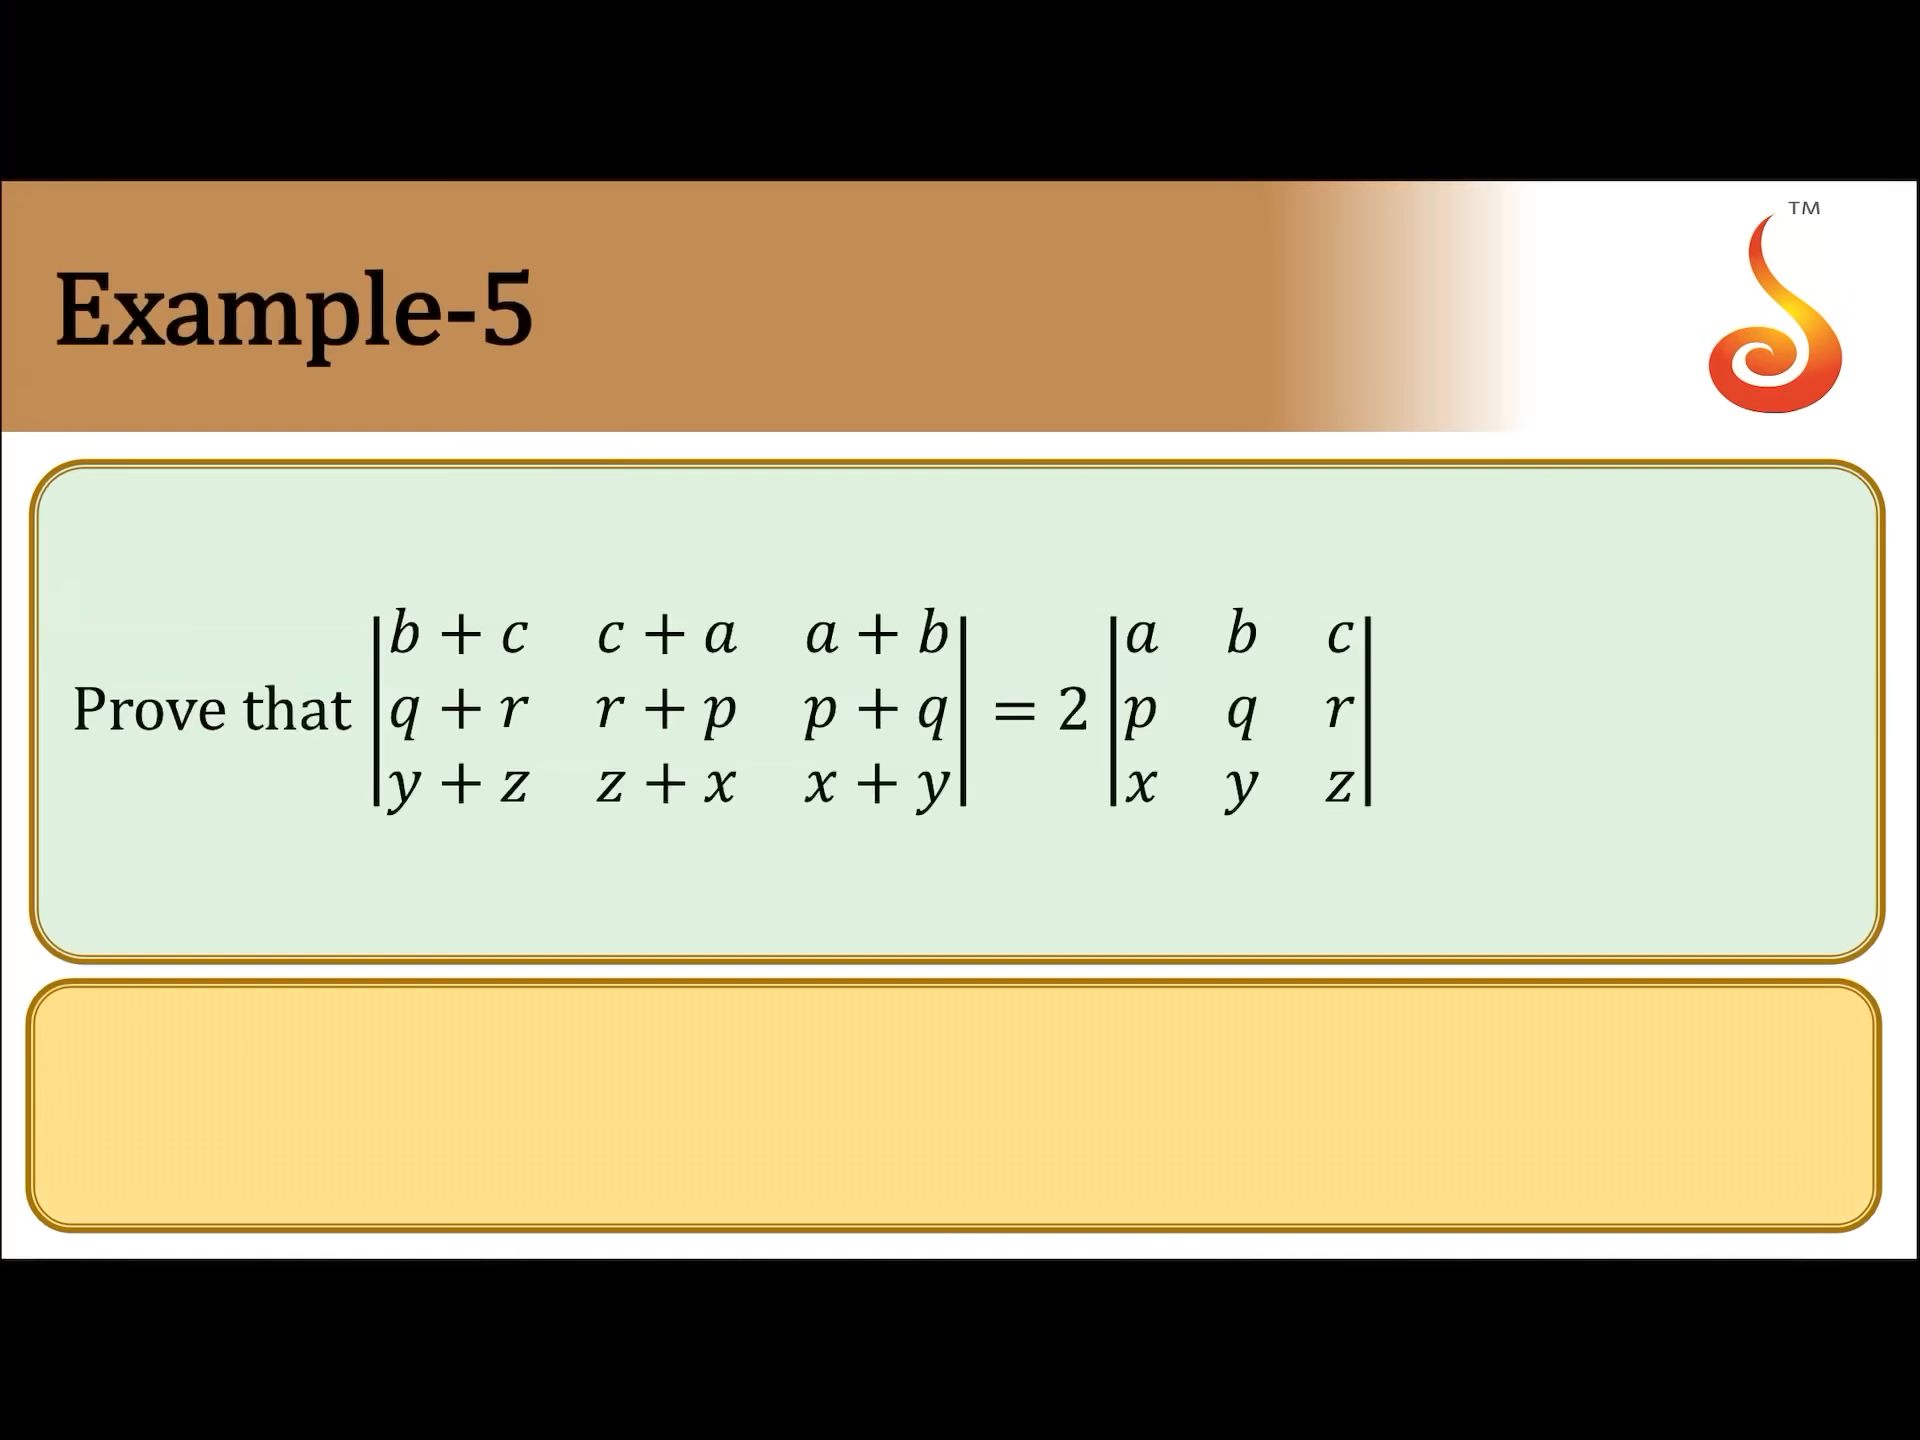 Example-5
TM
Prove that |b + c c + a a + b| = 2 |a b c|
|q + r r + p p + q| |p q r|
|y + z z + x x + y| |x y z|